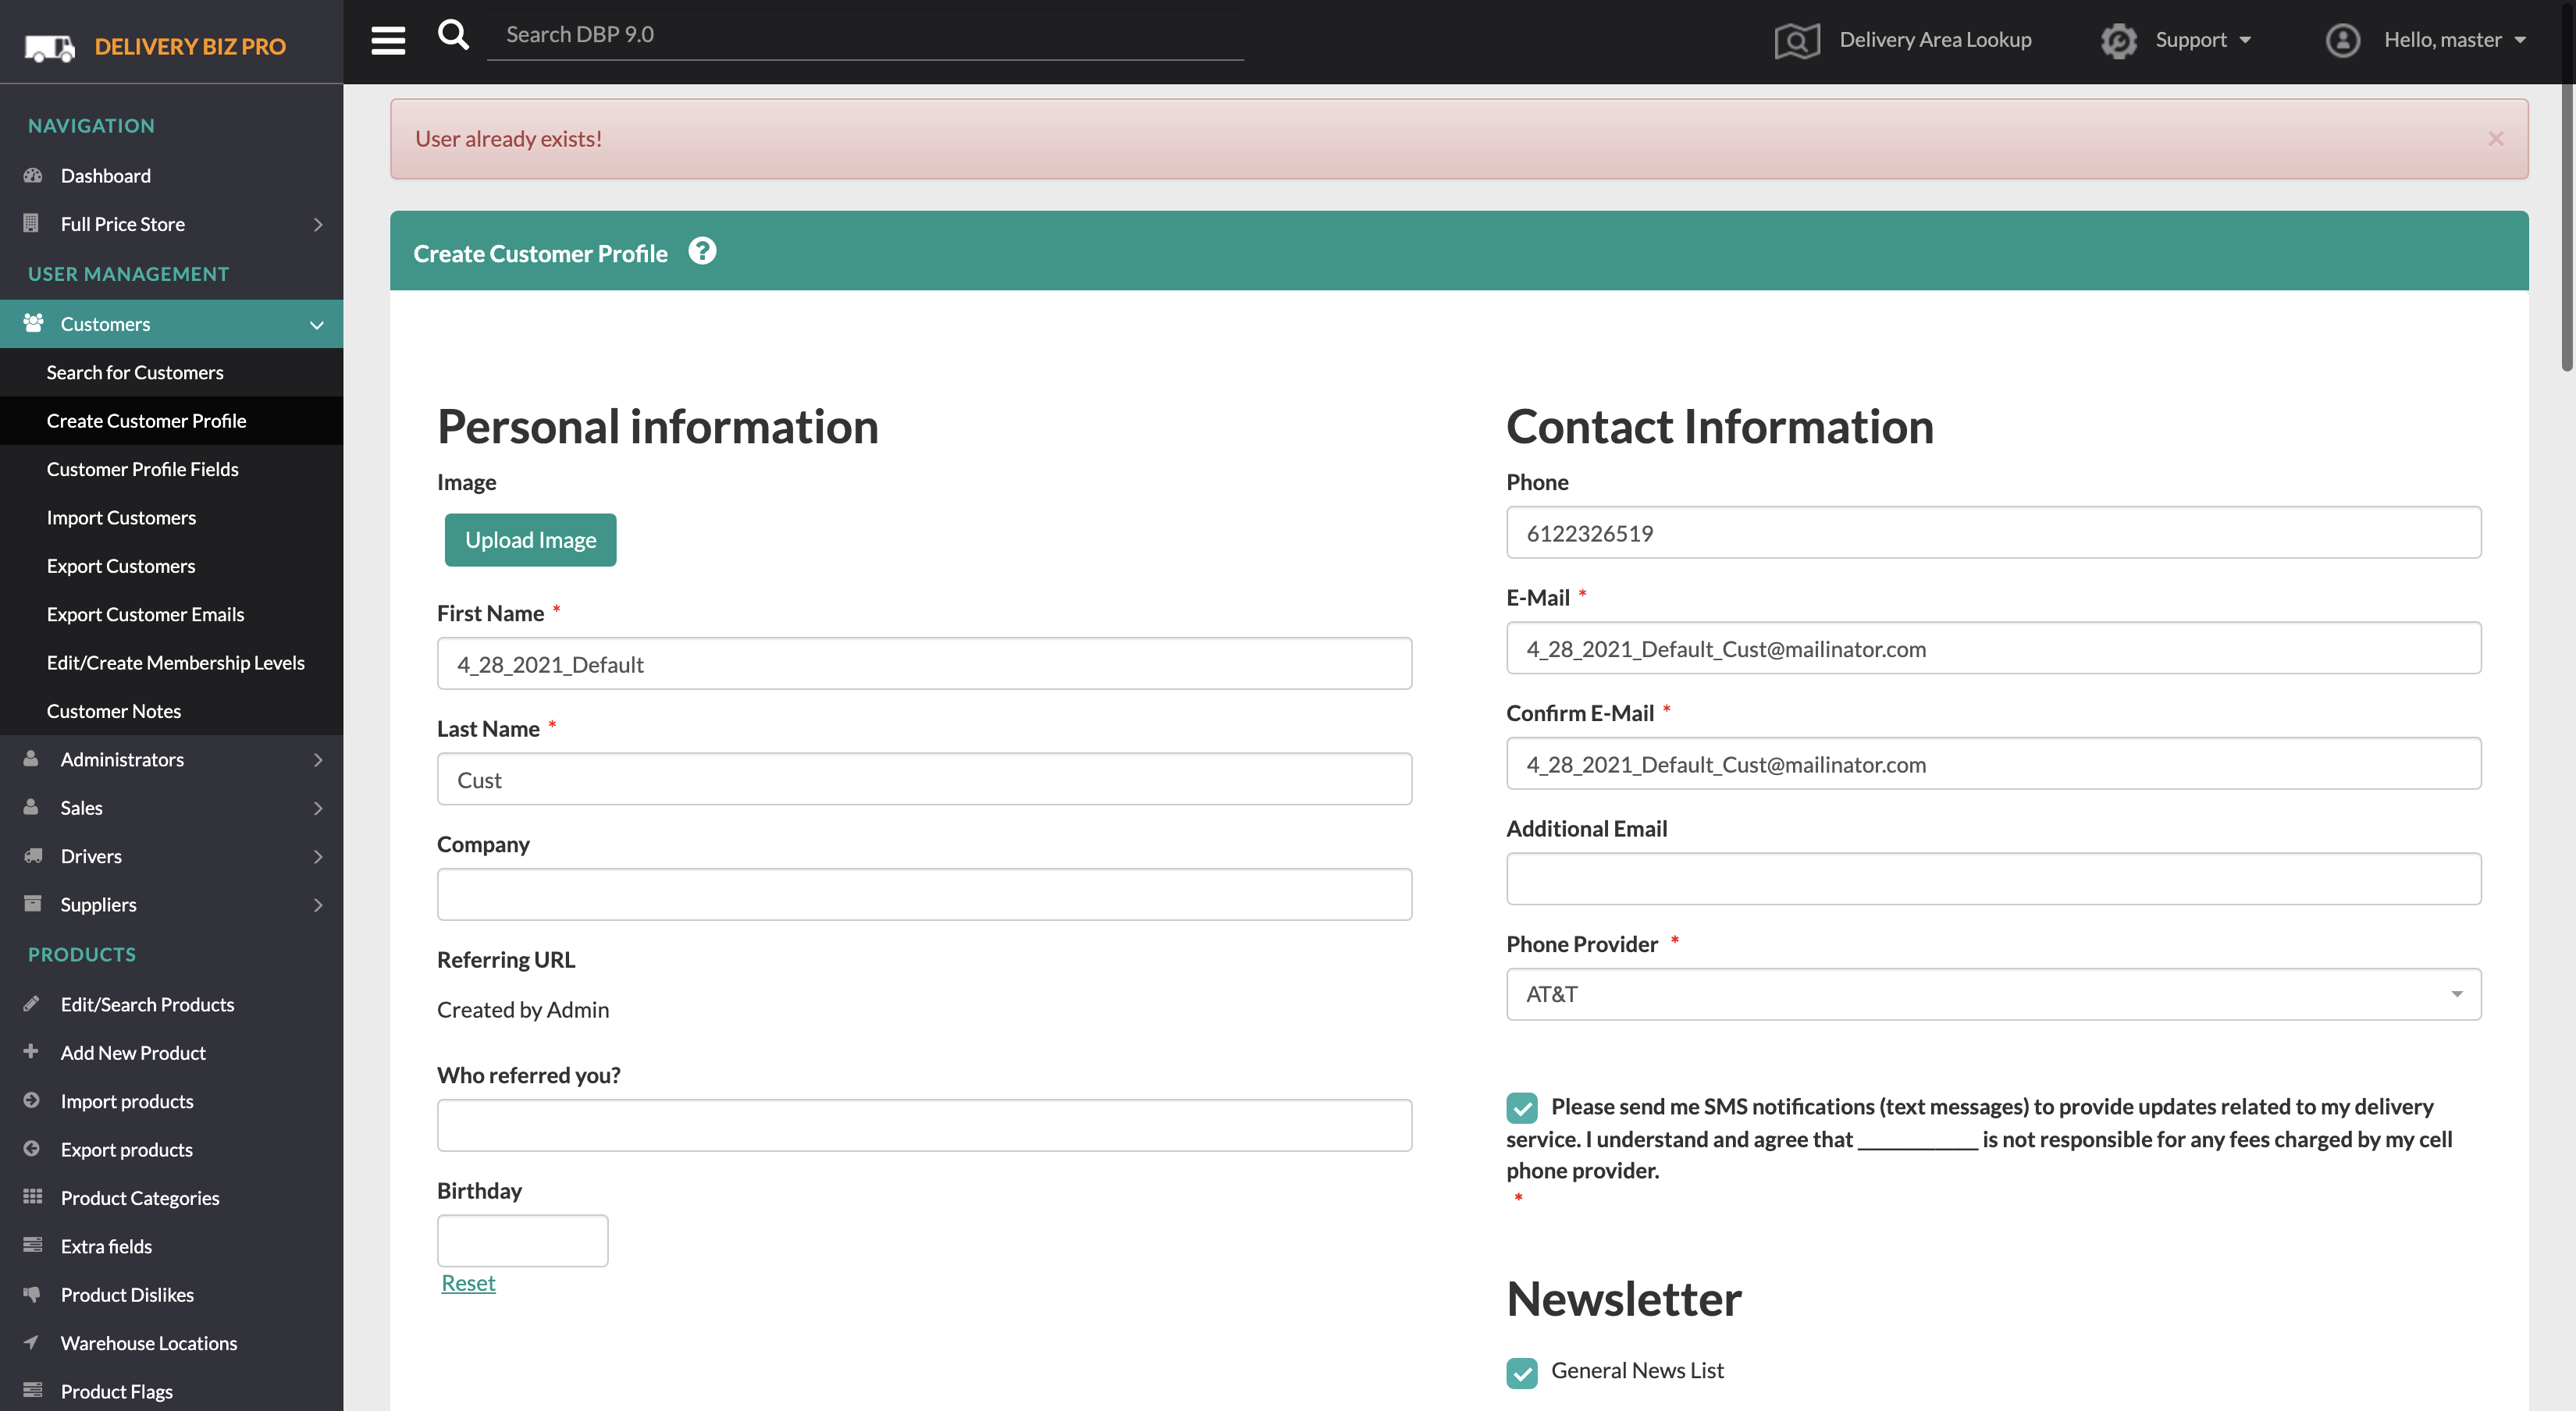 DELIVERY BIZ PRO
Search DBP 9.0
Delivery Area Lookup
Support
Hello, master
NAVIGATION
Dashboard
Full Price Store
USER MANAGEMENT
Customers
Search for Customers
Create Customer Profile
Customer Profile Fields
Import Customers
Export Customers
Export Customer Emails
Edit/Create Membership Levels
Customer Notes
Administrators
Sales
Drivers
Suppliers
PRODUCTS
Edit/Search Products
Add New Product
Import products
Export products
Product Categories
Extra fields
Product Dislikes
Warehouse Locations
Product Flags
User already exists!
×
Create Customer Profile ?
Personal information
Image
Upload Image
First Name *
4_28_2021_Default
Last Name *
Cust
Company
Referring URL
Created by Admin
Who referred you?
Birthday
Reset
Contact Information
Phone
6122326519
E-Mail *
4_28_2021_Default_Cust@mailinator.com
Confirm E-Mail *
4_28_2021_Default_Cust@mailinator.com
Additional Email
Phone Provider *
AT&T
Please send me SMS notifications (text messages) to provide updates related to my delivery
service. I understand and agree that ____________ is not responsible for any fees charged by my cell
phone provider.
*
Newsletter
General News List